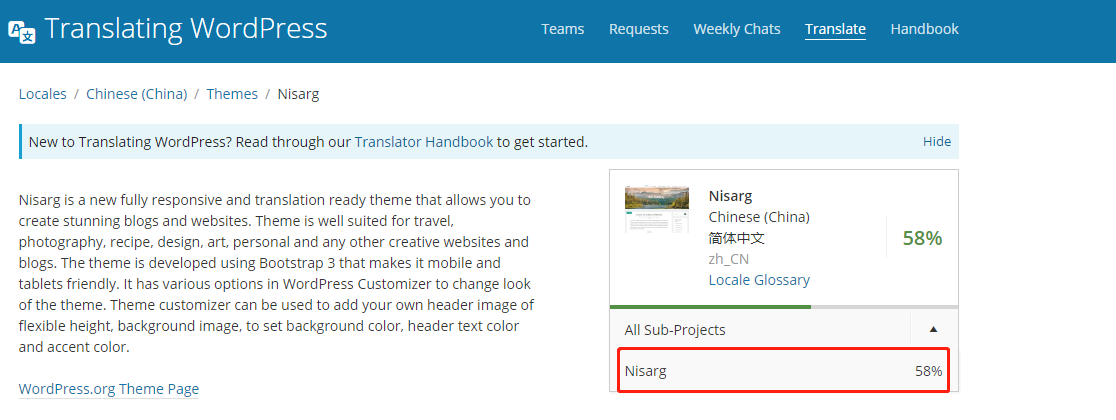 Translating WordPress
Teams Requests Weekly Chats Translate Handbook
Locales / Chinese (China) / Themes / Nisarg
New to Translating WordPress? Read through our Translator Handbook to get started. Hide
Nisarg is a new fully responsive and translation ready theme that allows you to
create stunning blogs and websites. Theme is well suited for travel,
photography, recipe, design, art, personal and any other creative websites and
blogs. The theme is developed using Bootstrap 3 that makes it mobile and
tablets friendly. It has various options in WordPress Customizer to change look
of the theme. Theme customizer can be used to add your own header image of
flexible height, background image, to set background color, header text color
and accent color.
WordPress.org Theme Page
Nisarg
Chinese (China)
简体中文
zh_CN
Locale Glossary
58%
All Sub-Projects
Nisarg 58%